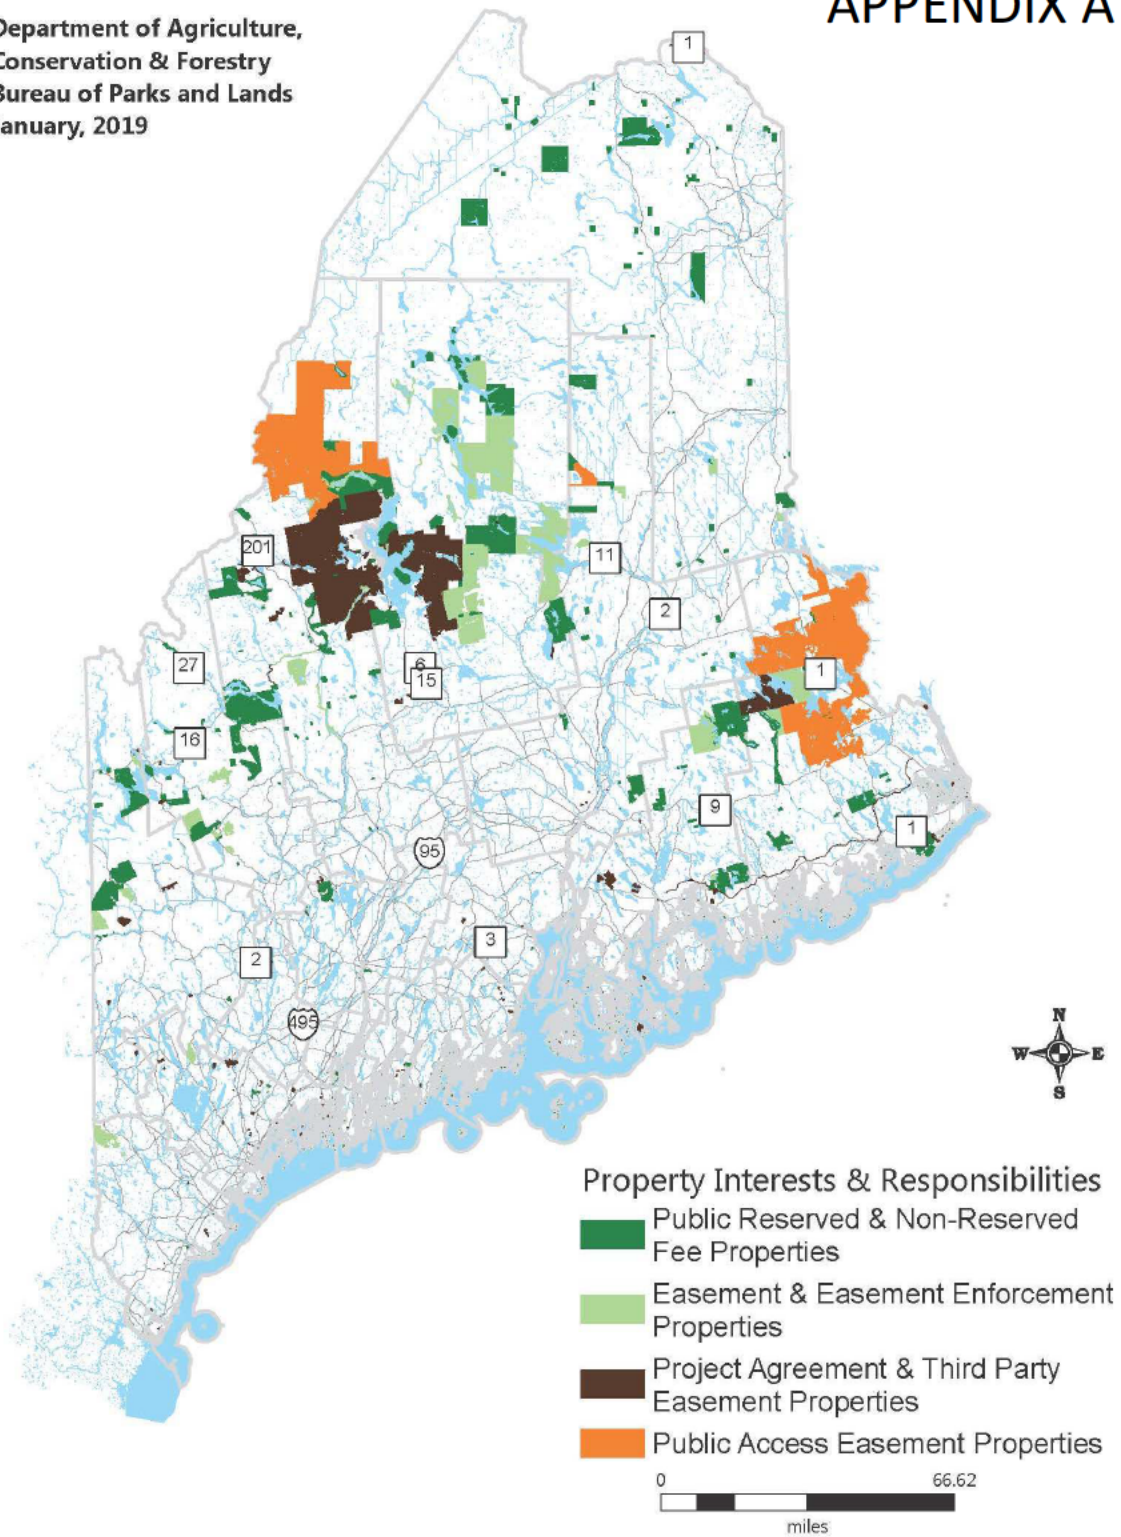 APPENDIX A
Department of Agriculture,
Conservation & Forestry
Bureau of Parks and Lands
January, 2019
1
201
11
2
27
6
15
1
16
9
1
95
3
2
495
N
W E
S
Property Interests & Responsibilities
Public Reserved & Non-Reserved
Fee Properties
Easement & Easement Enforcement
Properties
Project Agreement & Third Party
Easement Properties
Public Access Easement Properties
0 66.62
miles